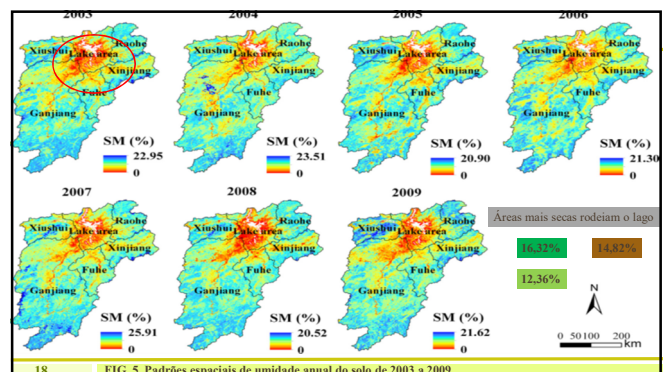 2003 2004 2005 2006
Xiushui Lake area Raohe
Xinjiang
Fuhe
Ganjiang
SM (%)
22.95
0
Xiushui Lake area Raohe
Xinjiang
Fuhe
Ganjiang
SM (%)
23.51
0
Xiushui Lake area Raohe
Xinjiang
Fuhe
Ganjiang
SM (%)
20.90
0
Xiushui Lake area Raohe
Xinjiang
Fuhe
Ganjiang
SM (%)
21.30
0
2007 2008 2009
Xiushui Lake area Raohe
Xinjiang
Fuhe
Ganjiang
SM (%)
25.91
0
Xiushui Lake area Raohe
Xinjiang
Fuhe
Ganjiang
SM (%)
20.52
0
Xiushui Lake area Raohe
Xinjiang
Fuhe
Ganjiang
SM (%)
21.62
0
Áreas mais secas rodeiam o lago
16,32% 14,82%
12,36%
N
0 50100 200
km
18 FIG. 5. Padrões espaciais de umidade anual do solo de 2003 a 2009